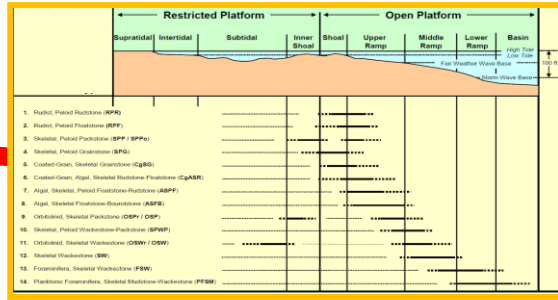 Restricted Platform Open Platform
Supratidal Intertidal Subtidal Inner Shoal Shoal Upper Ramp Middle Ramp Lower Ramp Basin
High Tide
Low Tide
Fair Weather Wave Base
Storm Wave Base
100 ft
1. Rudist, Peloid Rudstone (RPR)
2. Rudist, Peloid Floatstone (RPF)
3. Skeletal, Peloid Packstone (SPP / SPPo)
4. Skeletal, Peloid Grainstone (SPG)
5. Coated-Grain, Skeletal Grainstone (CgSG)
6. Coated-Grain, Algal, Skeletal Rudstone-Floatstone (CgASR)
7. Algal, Skeletal, Peloid Floatstone-Rudstone (ASPF)
8. Algal, Skeletal Floatstone-Boundstone (ASFB)
9. Orbitolined, Skeletal Packstone (OSPr / OSP)
10. Skeletal, Peloid Wackestone-Packstone (SPWP)
11. Orbitolined, Skeletal Wackestone (OSWr / OSW)
12. Skeletal Wackestone (SW)
13. Foraminifera, Skeletal Wackestone (FSW)
14. Planktonic Foraminifera, Skeletal Mudstone-Wackestone (PFSM)